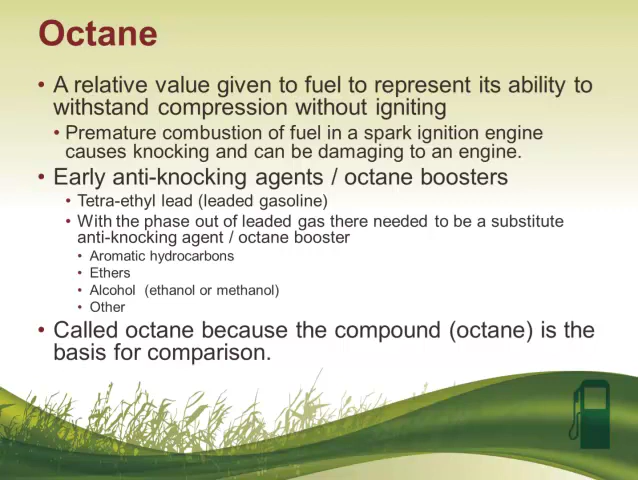 Octane
• A relative value given to fuel to represent its ability to
withstand compression without igniting
• Premature combustion of fuel in a spark ignition engine
causes knocking and can be damaging to an engine.
• Early anti-knocking agents / octane boosters
• Tetra-ethyl lead (leaded gasoline)
• With the phase out of leaded gas there needed to be a substitute
anti-knocking agent / octane booster
• Aromatic hydrocarbons
• Ethers
• Alcohol (ethanol or methanol)
• Other
• Called octane because the compound (octane) is the
basis for comparison.